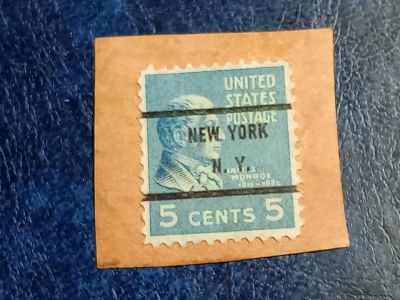 UNITED
STATES
POSTAGE
NEW YORK
N. Y.
MONROE
5 CENTS 5